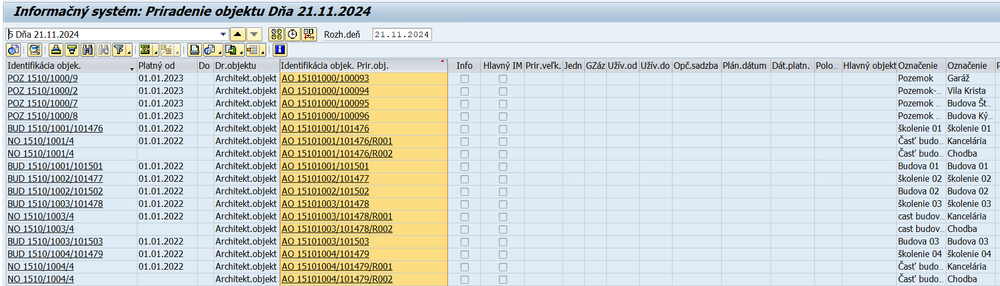 Informačný systém: Priradenie objektu Dňa 21.11.2024
5 Dňa 21.11.2024 Rozh.deň 21.11.2024
Identifikácia objek. Platný od Do Dr.objektu Identifikácia objek. Prir.obj. Info Hlavný IM Prir.veľk. Jedn GZáz Užív.od Užív.do Opč.sadzba Plán.dátum Dát.platn. Polo... Hlavný objekt Označenie Označenie P
POZ 1510/1000/9 01.01.2023 Architekt.objekt AO 15101000/100093 Pozemok Garáž
POZ 1510/1000/2 01.01.2023 Architekt.objekt AO 15101000/100094 Pozemok-... Vila Krista
POZ 1510/1000/7 01.01.2023 Architekt.objekt AO 15101000/100095 Pozemok ... Budova Št...
POZ 1510/1000/8 01.01.2023 Architekt.objekt AO 15101000/100096 Pozemok ... Budova Ký...
BUD 1510/1001/101476 01.01.2022 Architekt.objekt AO 15101001/101476 školenie 01 školenie 01
NO 1510/1001/4 01.01.2022 Architekt.objekt AO 15101001/101476/R001 Časť budo... Kancelária
NO 1510/1001/4 Architekt.objekt AO 15101001/101476/R002 Časť budo... Chodba
BUD 1510/1001/101501 01.01.2022 Architekt.objekt AO 15101001/101501 Budova 01 Budova 01
BUD 1510/1002/101477 01.01.2022 Architekt.objekt AO 15101002/101477 školenie 02 školenie 02
BUD 1510/1002/101502 01.01.2022 Architekt.objekt AO 15101002/101502 Budova 02 Budova 02
BUD 1510/1003/101478 01.01.2022 Architekt.objekt AO 15101003/101478 školenie 03 školenie 03
NO 1510/1003/4 01.01.2022 Architekt.objekt AO 15101003/101478/R001 cast budov... Kancelária
NO 1510/1003/4 Architekt.objekt AO 15101003/101478/R002 cast budov... Chodba
BUD 1510/1003/101503 01.01.2022 Architekt.objekt AO 15101003/101503 Budova 03 Budova 03
BUD 1510/1004/101479 01.01.2022 Architekt.objekt AO 15101004/101479 školenie 04 školenie 04
NO 1510/1004/4 01.01.2022 Architekt.objekt AO 15101004/101479/R001 Časť budo... Kancelária
NO 1510/1004/4 Architekt.objekt AO 15101004/101479/R002 Časť budo... Chodba